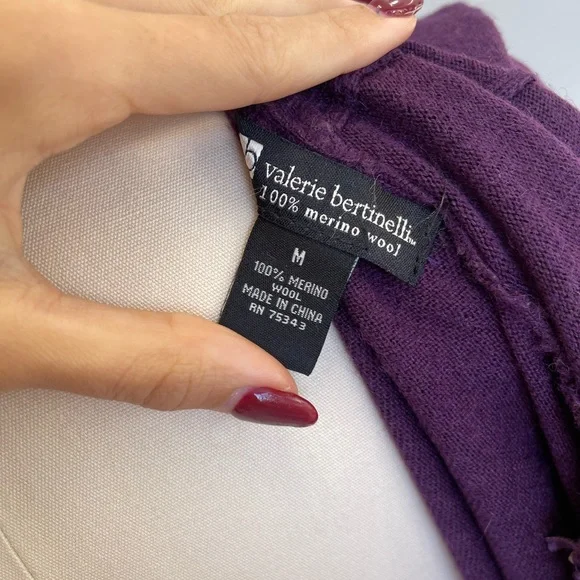 b
valerie bertinelli™
100% merino wool
M
100% MERINO
WOOL
MADE IN CHINA
RN 75343